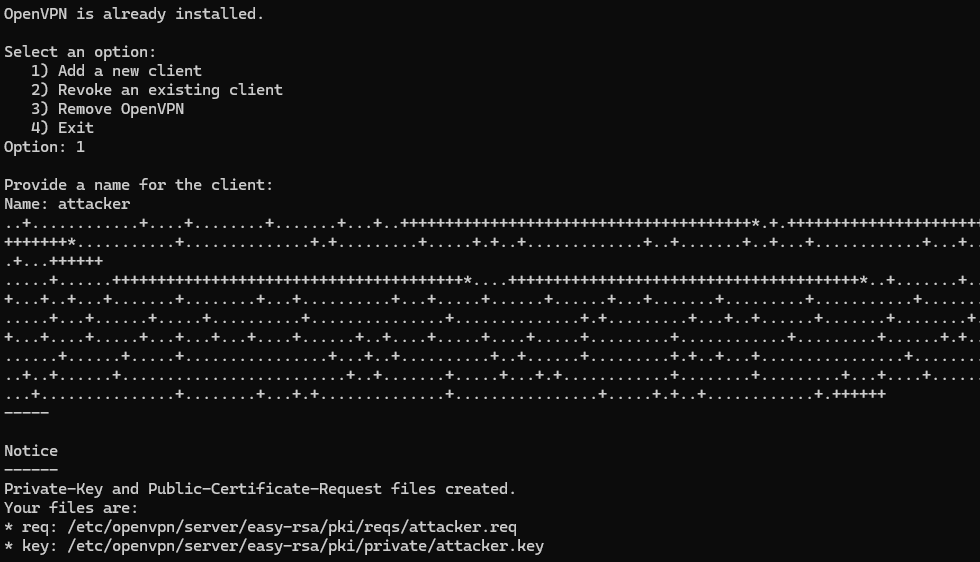 OpenVPN is already installed.
Select an option:
1) Add a new client
2) Revoke an existing client
3) Remove OpenVPN
4) Exit
Option: 1
Provide a name for the client:
Name: attacker
..+............+....+........+.......+...+..+++++++++++++++++++++++++++++++++++++++*.+.+++++++++++++++++++++
+++++++*...........+..............+.+.........+.....+.+..+.............+..+.......+..+...+............+...+..
.+...++++++
.....+......+++++++++++++++++++++++++++++++++++++++*....+++++++++++++++++++++++++++++++++++++++*..+.......+.
+...+..+...+.......+........+...+..........+...+.....+......+......+...+.......+.........+...........+......
.....+...+......+.....+..........+...............+..............+.+.........+...+..+......+.......+........+.
+...+....+.....+...+...+...+....+......+..+....+.....+....+.....+.........+............+.........+......+.+.
......+......+.....+................+...+..+..........+..+......+.........+.+..+...+................+.......
..+..+......+.........................+..+.......+.....+...+.+............+........+.........+...+....+.....
...+...............+........+...+.+..............+................+.....+.+..+............+.++++++
-----
Notice
------
Private-Key and Public-Certificate-Request files created.
Your files are:
* req: /etc/openvpn/server/easy-rsa/pki/reqs/attacker.req
* key: /etc/openvpn/server/easy-rsa/pki/private/attacker.key